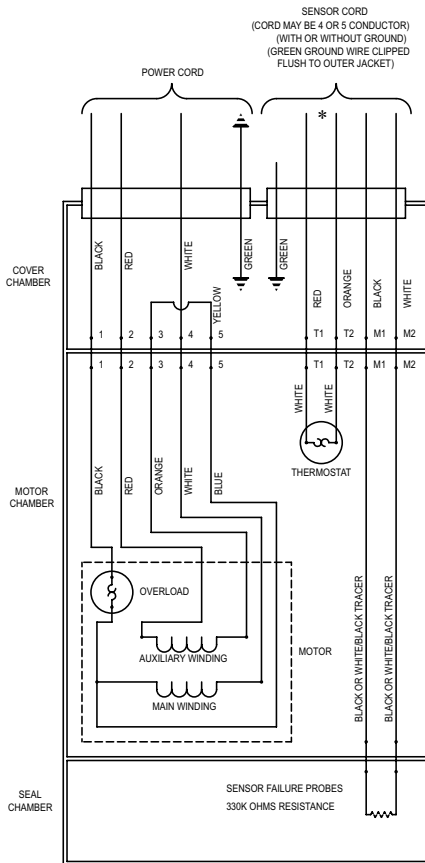 SENSOR CORD
(CORD MAY BE 4 OR 5 CONDUCTOR)
(WITH OR WITHOUT GROUND)
(GREEN GROUND WIRE CLIPPED
FLUSH TO OUTER JACKET)
POWER CORD
*
COVER
CHAMBER
BLACK
RED
WHITE
GREEN
GREEN
YELLOW
RED
ORANGE
BLACK
WHITE
1 2 3 4 5 T1 T2 M1 M2
1 2 3 4 5 T1 T2 M1 M2
MOTOR
CHAMBER
BLACK
RED
ORANGE
WHITE
BLUE
WHITE
WHITE
THERMOSTAT
OVERLOAD
AUXILIARY WINDING
MAIN WINDING
MOTOR
BLACK OR WHITE/BLACK TRACER
BLACK OR WHITE/BLACK TRACER
SEAL
CHAMBER
SENSOR FAILURE PROBES
330K OHMS RESISTANCE